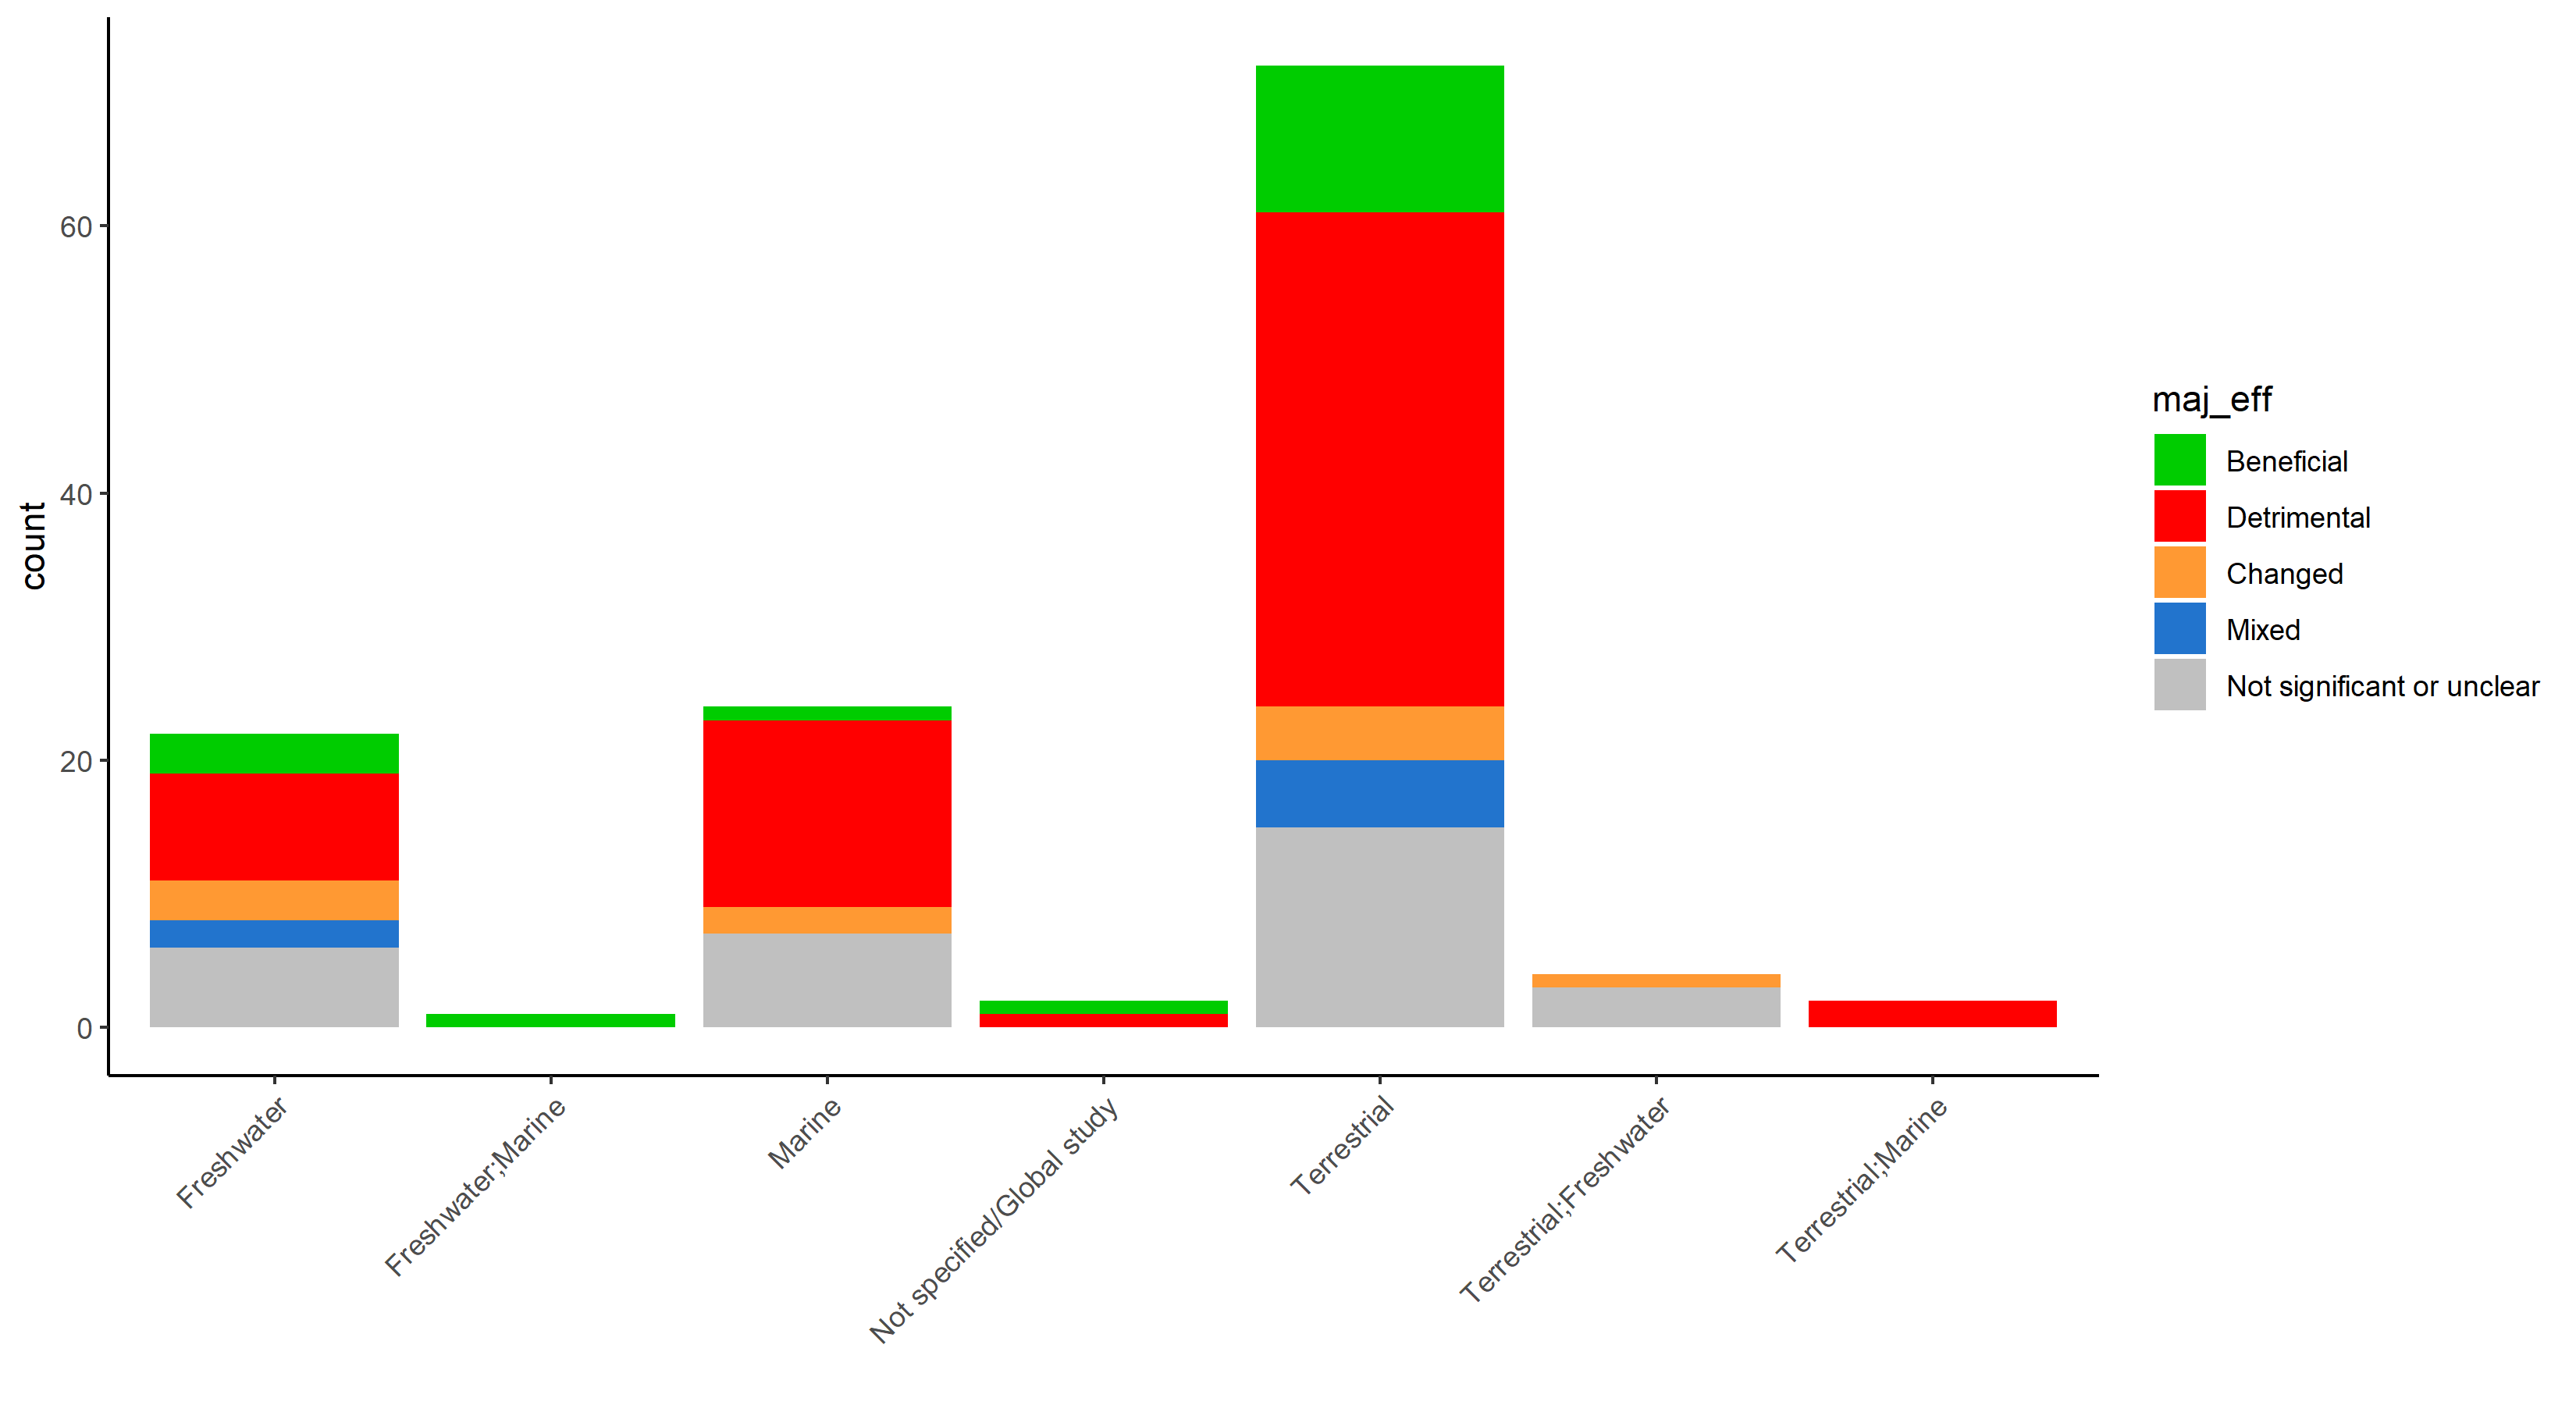 count
60
40
20
0
Freshwater
Freshwater;Marine
Marine
Not specified/Global study
Terrestrial
Terrestrial;Freshwater
Terrestrial;Marine
maj_eff
Beneficial
Detrimental
Changed
Mixed
Not significant or unclear